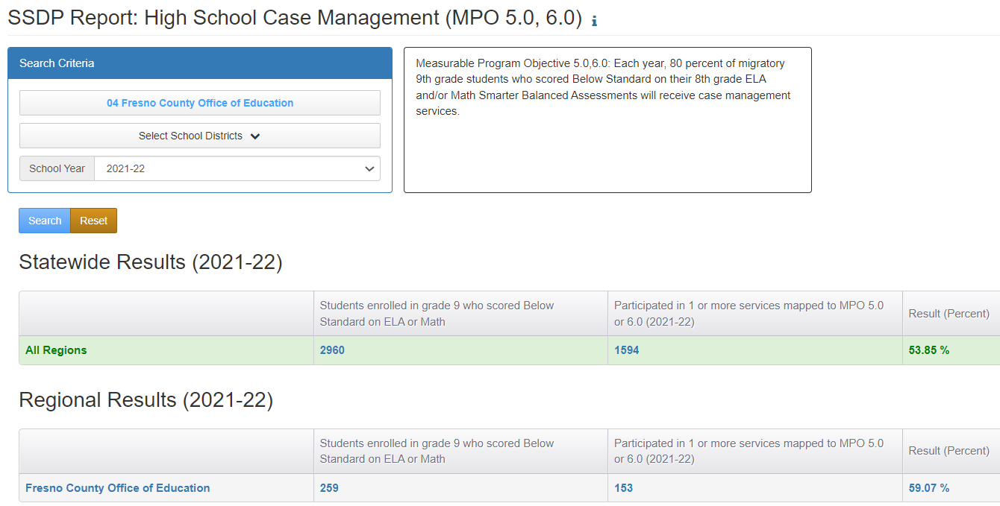 SSDP Report: High School Case Management (MPO 5.0, 6.0) i
Search Criteria
04 Fresno County Office of Education
Select School Districts
School Year 2021-22
Measurable Program Objective 5.0,6.0: Each year, 80 percent of migratory
9th grade students who scored Below Standard on their 8th grade ELA
and/or Math Smarter Balanced Assessments will receive case management
services.
Search Reset
Statewide Results (2021-22)
Students enrolled in grade 9 who scored Below
Standard on ELA or Math
Participated in 1 or more services mapped to MPO 5.0
or 6.0 (2021-22)
Result (Percent)
All Regions 2960 1594 53.85 %
Regional Results (2021-22)
Students enrolled in grade 9 who scored Below
Standard on ELA or Math
Participated in 1 or more services mapped to MPO 5.0
or 6.0 (2021-22)
Result (Percent)
Fresno County Office of Education 259 153 59.07 %